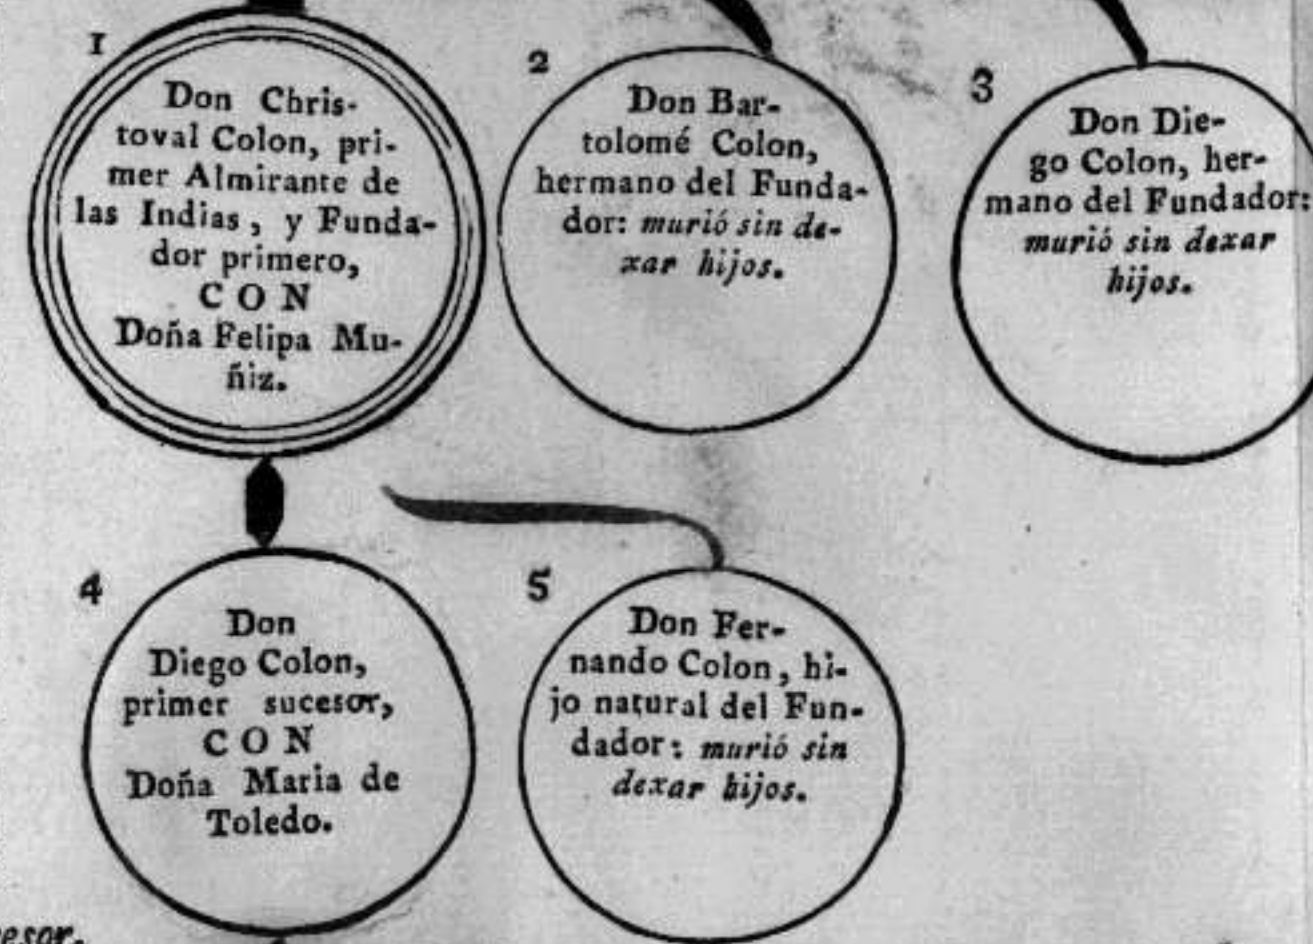 1
Don Chris-
toval Colon, pri-
mer Almirante de
las Indias, y Funda-
dor primero,
CON
Doña Felipa Mu-
ñiz.
2
Don Bar-
tolomé Colon,
hermano del Funda-
dor: murió sin de-
xar hijos.
3
Don Die-
go Colon, her-
mano del Fundador:
murió sin dexar
hijos.
4
Don
Diego Colon,
primer sucesor,
CON
Doña Maria de
Toledo.
5
Don Fer-
nando Colon, hi-
jo natural del Fun-
dador: murió sin
dexar hijos.